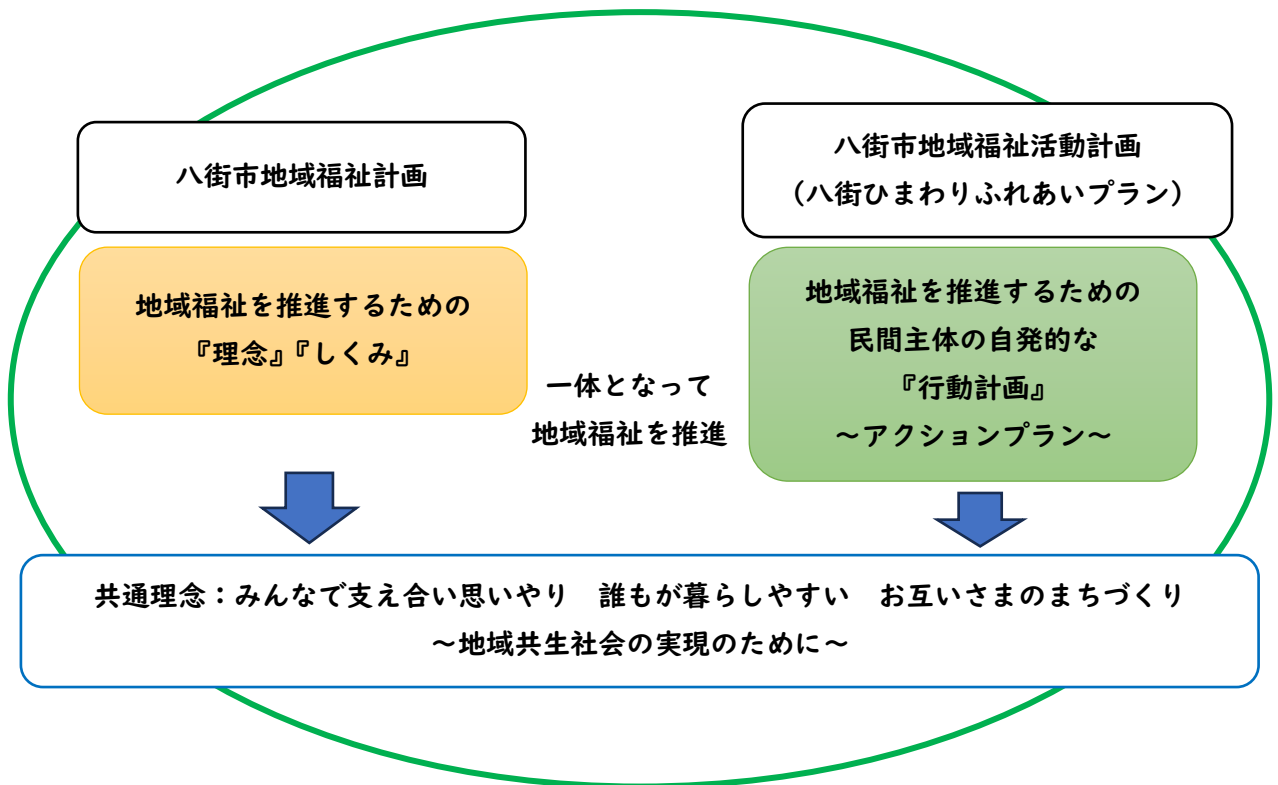 八街市地域福祉計画
地域福祉を推進するための
『理念』『しくみ』
一体となって
地域福祉を推進
八街市地域福祉活動計画
（八街ひまわりふれあいプラン）
地域福祉を推進するための
民間主体の自発的な
『行動計画』
～アクションプラン～
共通理念：みんなで支え合い思いやり　誰もが暮らしやすい　お互いさまのまちづくり
～地域共生社会の実現のために～